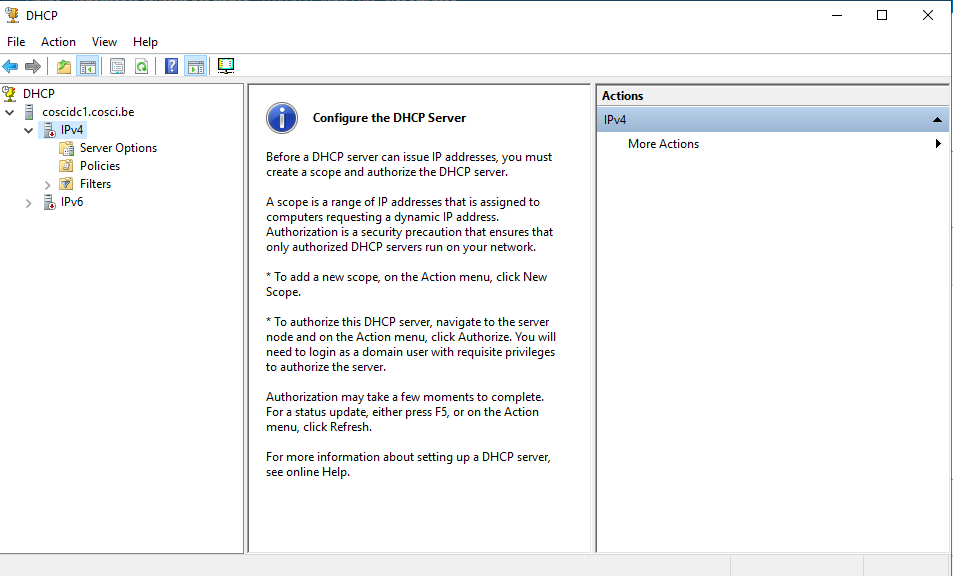 DHCP
File Action View Help
DHCP
coscidc1.cosci.be
IPv4
Server Options
Policies
Filters
IPv6
Configure the DHCP Server
Before a DHCP server can issue IP addresses, you must
create a scope and authorize the DHCP server.
A scope is a range of IP addresses that is assigned to
computers requesting a dynamic IP address.
Authorization is a security precaution that ensures that
only authorized DHCP servers run on your network.
* To add a new scope, on the Action menu, click New
Scope.
* To authorize this DHCP server, navigate to the server
node and on the Action menu, click Authorize. You will
need to login as a domain user with requisite privileges
to authorize the server.
Authorization may take a few moments to complete.
For a status update, either press F5, or on the Action
menu, click Refresh.
For more information about setting up a DHCP server,
see online Help.
Actions
IPv4
More Actions